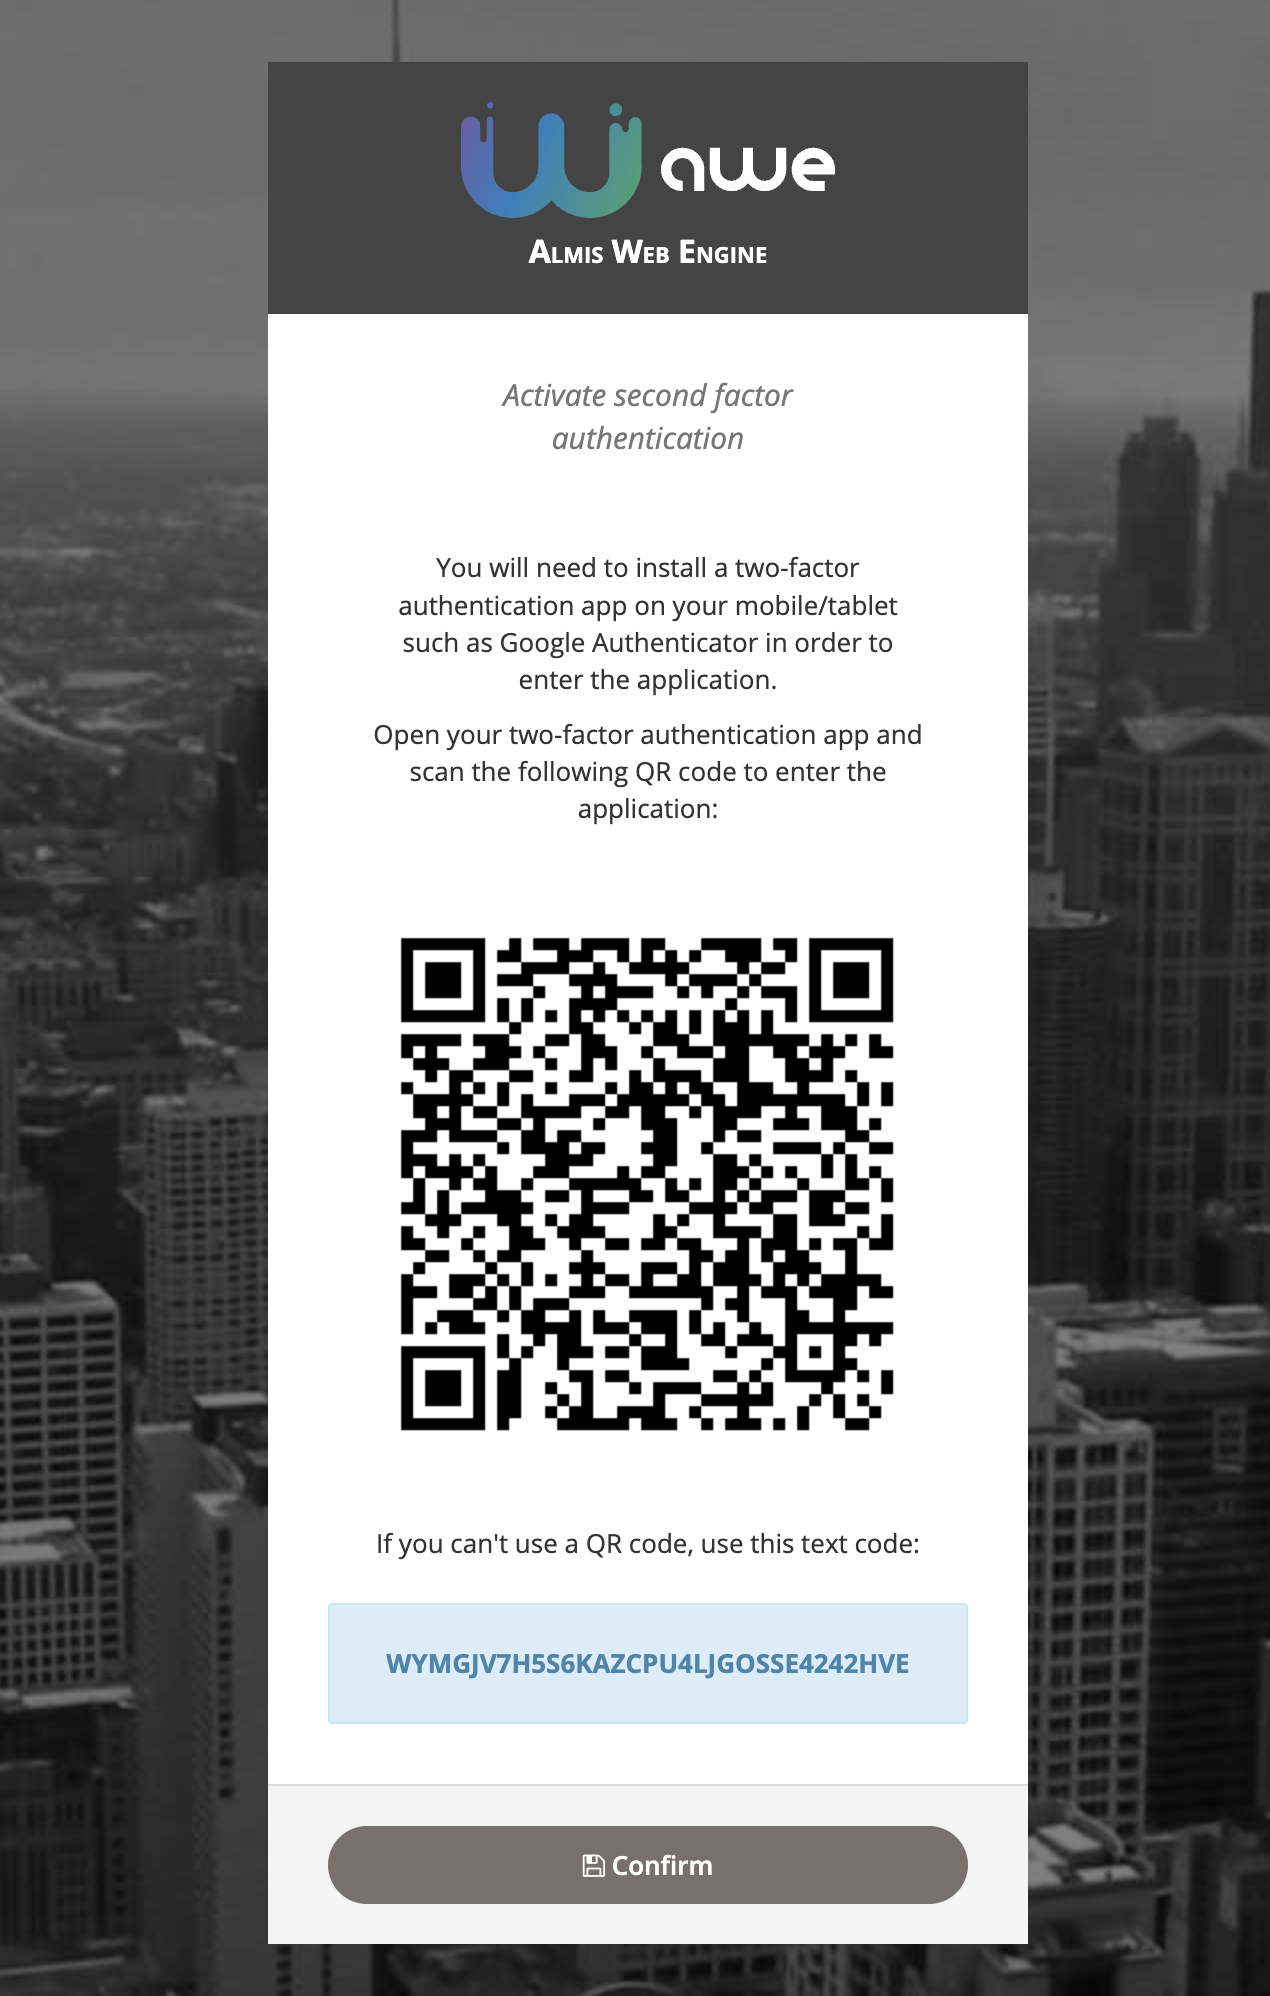 awe
Almis Web Engine
Activate second factor
authentication
You will need to install a two-factor
authentication app on your mobile/tablet
such as Google Authenticator in order to
enter the application.
Open your two-factor authentication app and
scan the following QR code to enter the
application:
If you can't use a QR code, use this text code:
WYMGJV7H5S6KAZCPU4LJGOSSE4242HVE
Confirm